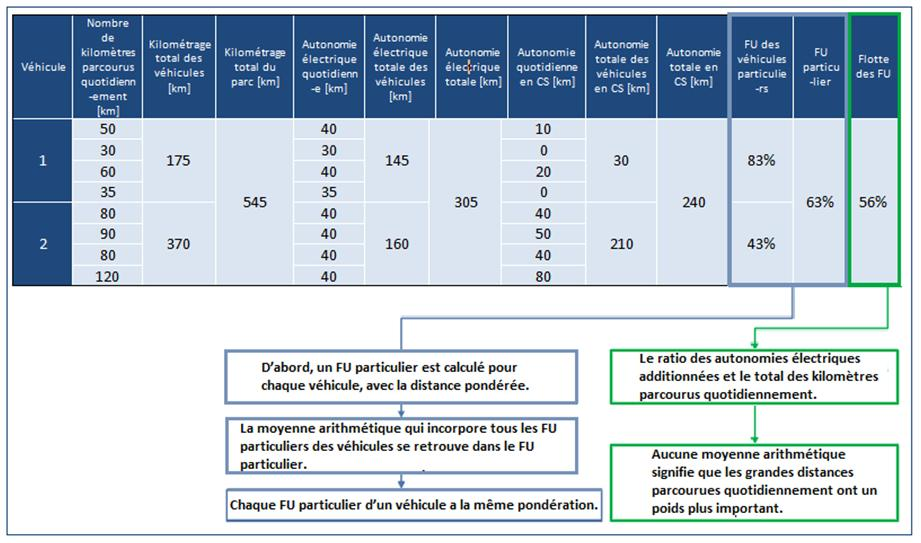 Véhicule
Nombre
de
kilomètres
parcourus
quotidienn
-ement
[km]
Kilométrage
total des
véhicules
[km]
Kilométrage
total du
parc [km]
Autonomie
électrique
quotidienn
-e [km]
Autonomie
électrique
totale des
véhicules
[km]
Autonomie
électrique
totale [km]
Autonomie
quotidienne
en CS [km]
Autonomie
totale des
véhicules
en CS [km]
Autonomie
totale en
CS [km]
FU des
véhicules
particulie
-rs
FU
particu
-lier
Flotte
des FU
1
50
30
60
35
175
545
40
30
40
35
145
305
10
0
20
0
30
240
83%
63%
56%
2
80
90
80
120
370
40
40
40
40
160
40
50
40
80
210
43%
D’abord, un FU particulier est calculé pour
chaque véhicule, avec la distance pondérée.
La moyenne arithmétique qui incorpore tous les FU
particuliers des véhicules se retrouve dans le FU
particulier.
Chaque FU particulier d’un véhicule a la même pondération.
Le ratio des autonomies électriques
additionnées et le total des kilomètres
parcourus quotidiennement.
Aucune moyenne arithmétique
signifie que les grandes distances
parcourues quotidiennement ont un
poids plus important.